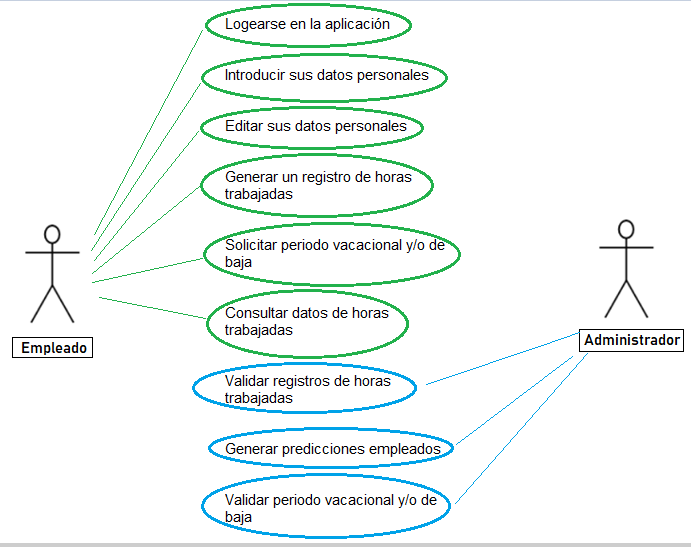 Logearse en la aplicación
Introducir sus datos personales
Editar sus datos personales
Generar un registro de horas
trabajadas
Solicitar periodo vacacional y/o de
baja
Consultar datos de horas
trabajadas
Empleado
Administrador
Validar registros de horas
trabajadas
Generar predicciones empleados
Validar periodo vacacional y/o de
baja